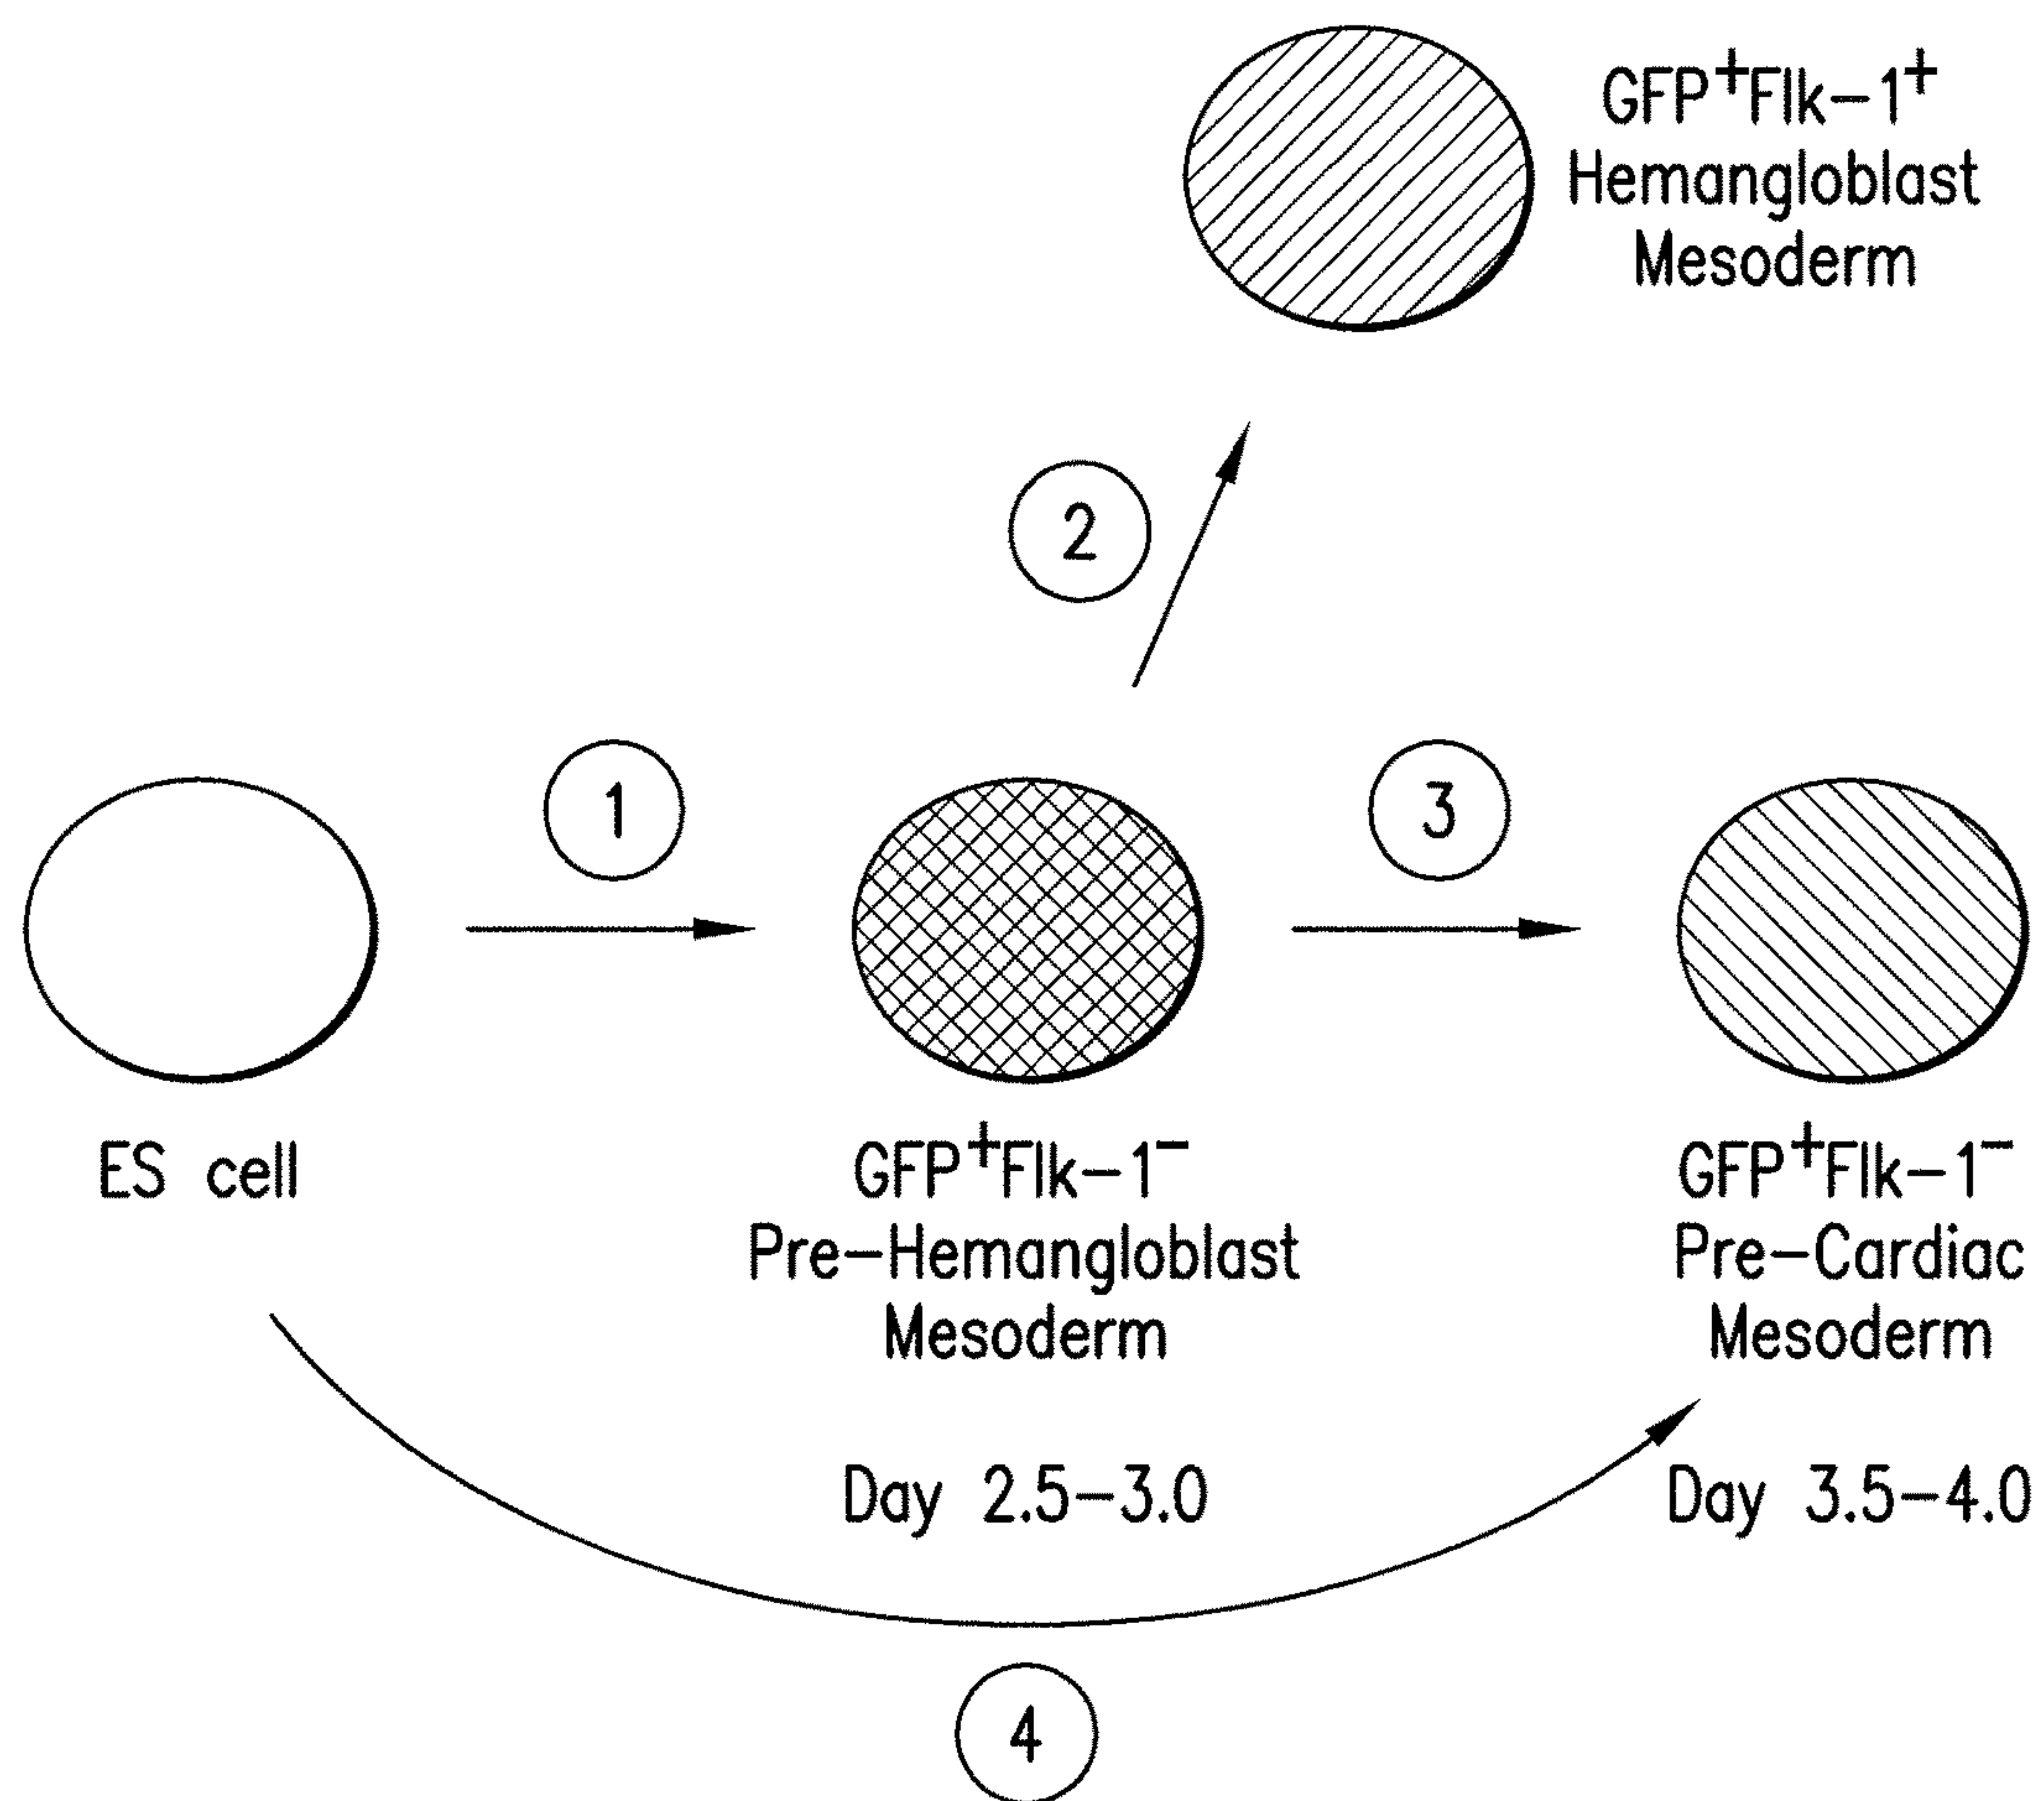 GFP⁺Flk-1⁺
Hemangloblast
Mesoderm
2
1
3
ES cell
GFP⁺Flk-1⁻
Pre-Hemangloblast
Mesoderm
Day 2.5-3.0
GFP⁺Flk-1⁻
Pre-Cardiac
Mesoderm
Day 3.5-4.0
4